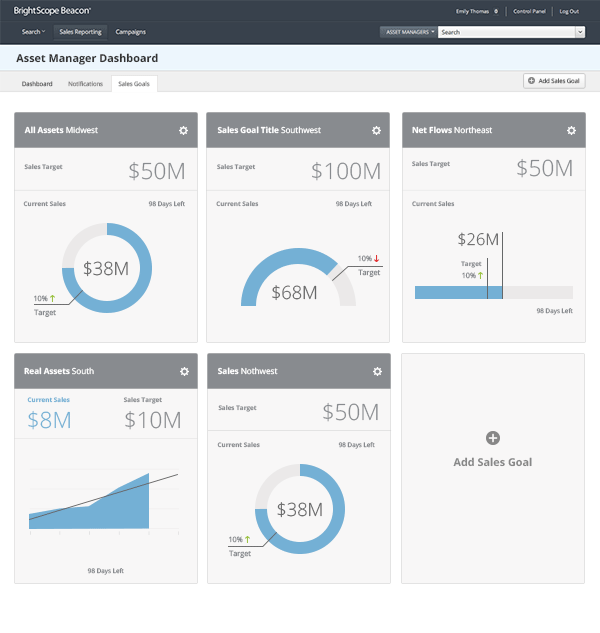 BrightScope Beacon
Emily Thomas 0 Control Panel Log Out
Search Sales Reporting Campaigns
ASSET MANAGERS Search
Asset Manager Dashboard
Dashboard Notifications Sales Goals
Add Sales Goal
All Assets Midwest
Sales Target $50M
Current Sales 98 Days Left
$38M
10%
Target
Sales Goal Title Southwest
Sales Target $100M
Current Sales 98 Days Left
10%
Target
$68M
Net Flows Northeast
Sales Target $50M
Current Sales
$26M
Target
10%
98 Days Left
Real Assets South
Current Sales Sales Target
$8M $10M
98 Days Left
Sales Nothwest
Sales Target $50M
Current Sales 98 Days Left
$38M
10%
Target
Add Sales Goal